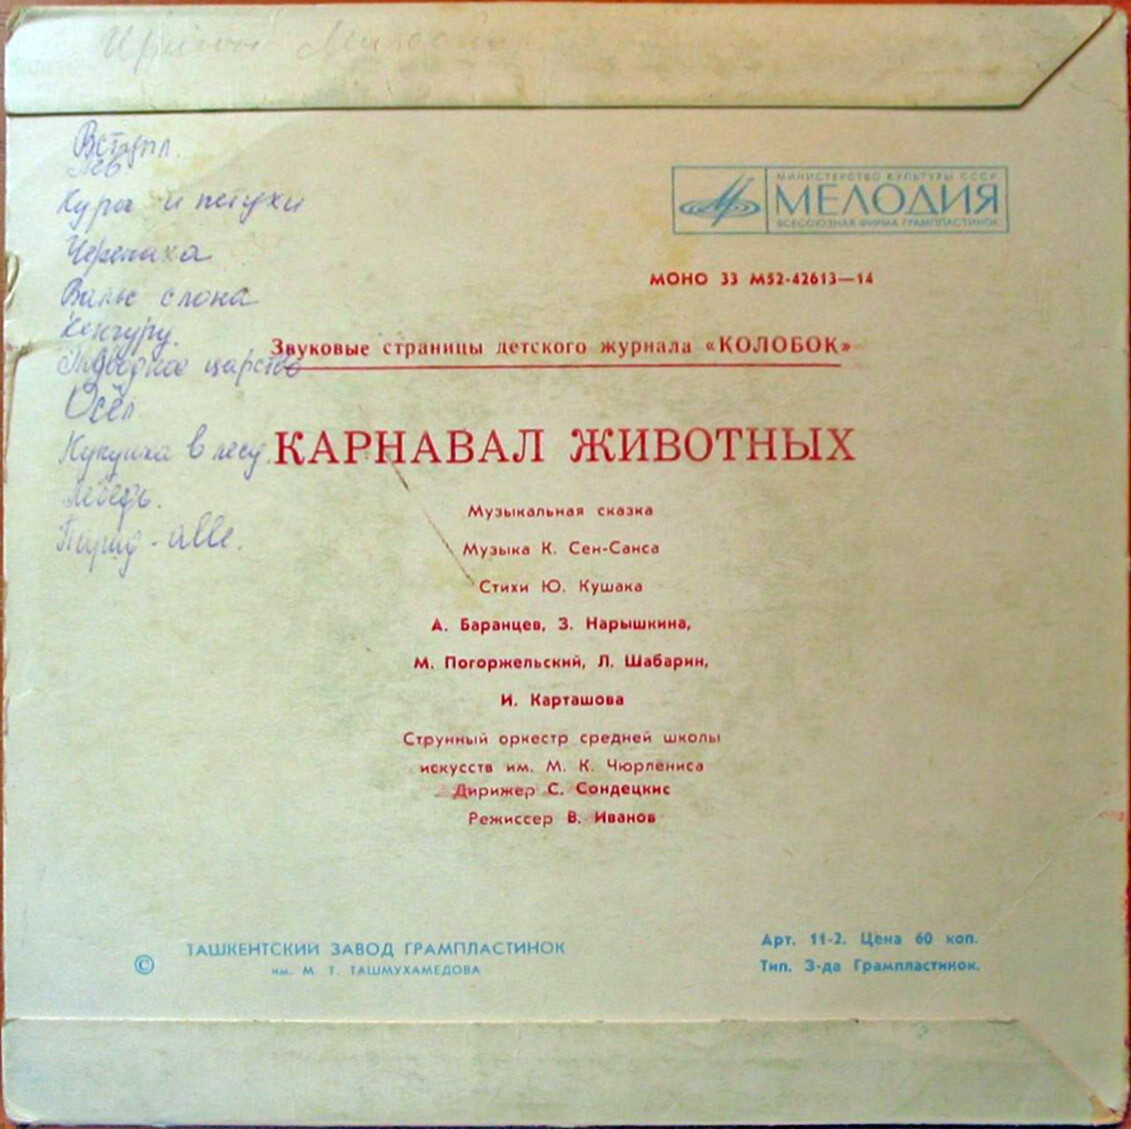 Вступл.
Лев.
Куры и петухи
Черепаха
Вальс слона
Кенгуру.
Подводное царство
Осёл
Кукушка в лесу.
Лебедь.
Парад-alle.
МИНИСТЕРСТВО КУЛЬТУРЫ СССР
МЕЛОДИЯ
ВСЕСОЮЗНАЯ ФИРМА ГРАМПЛАСТИНОК
МОНО 33 М52-42613—14
Звуковые страницы детского журнала «КОЛОБОК»
КАРНАВАЛ ЖИВОТНЫХ
Музыкальная сказка
Музыка К. Сен-Санса
Стихи Ю. Кушака
А. Баранцев, З. Нарышкина,
М. Погоржельский, Л. Шабарин,
И. Карташова
Струнный оркестр средней школы
искусств им. М. К. Чюрлениса
Дирижер С. Сондецкис
Режиссер В. Иванов
© ТАШКЕНТСКИЙ ЗАВОД ГРАМПЛАСТИНОК
им. М. Т. ТАШМУХАМЕДОВА
Арт. 11-2. Цена 60 коп.
Тип. З-да Грампластинок.